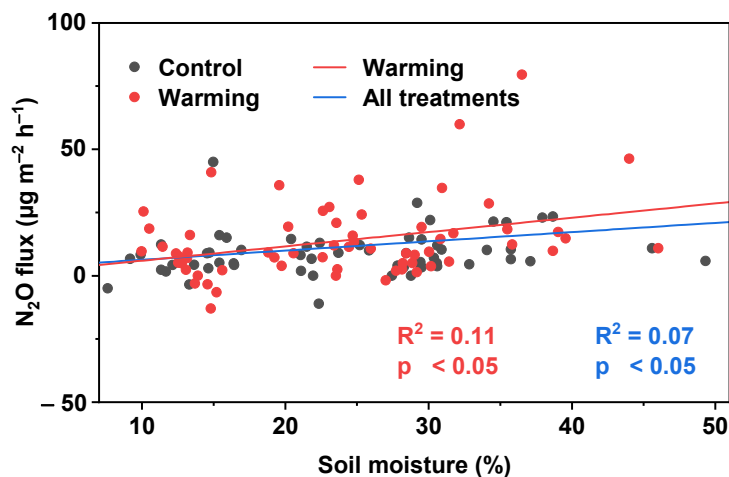 100
50
0
– 50
N₂O flux (μg m⁻² h⁻¹)
Control
Warming
Warming
All treatments
R² = 0.11
p < 0.05
R² = 0.07
p < 0.05
10 20 30 40 50
Soil moisture (%)